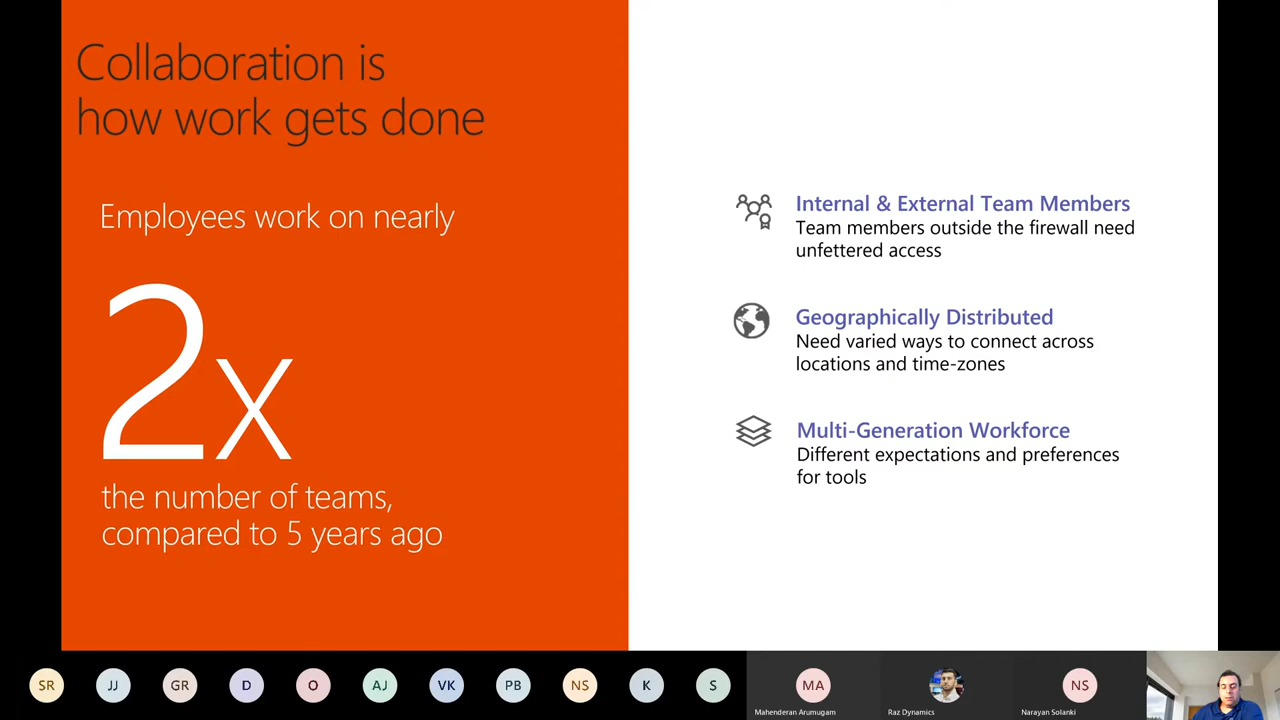 Collaboration is
how work gets done
Employees work on nearly
2x
the number of teams,
compared to 5 years ago
Internal & External Team Members
Team members outside the firewall need
unfettered access
Geographically Distributed
Need varied ways to connect across
locations and time-zones
Multi-Generation Workforce
Different expectations and preferences
for tools
SR
JJ
GR
D
O
AJ
VK
PB
NS
K
S
MA
NS
Mahenderan Arumugam
Raz Dynamics
Narayan Solanki